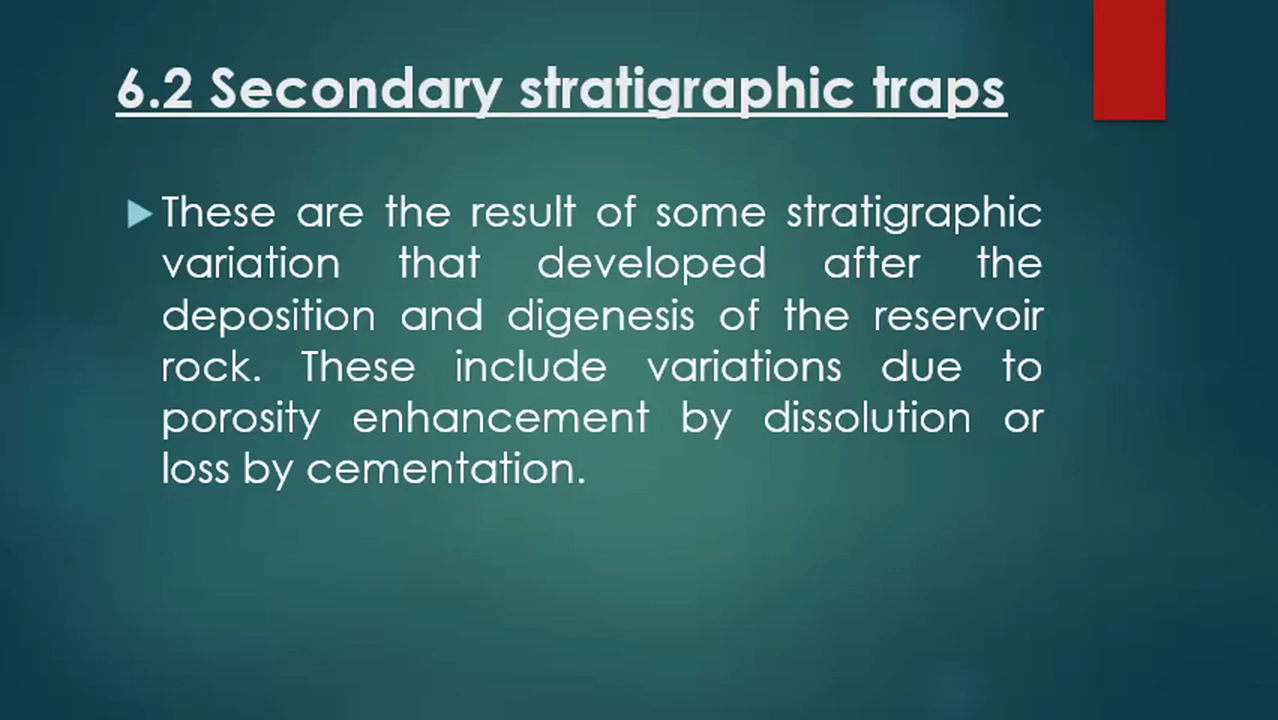 6.2 Secondary stratigraphic traps
These are the result of some stratigraphic
variation that developed after the
deposition and digenesis of the reservoir
rock. These include variations due to
porosity enhancement by dissolution or
loss by cementation.